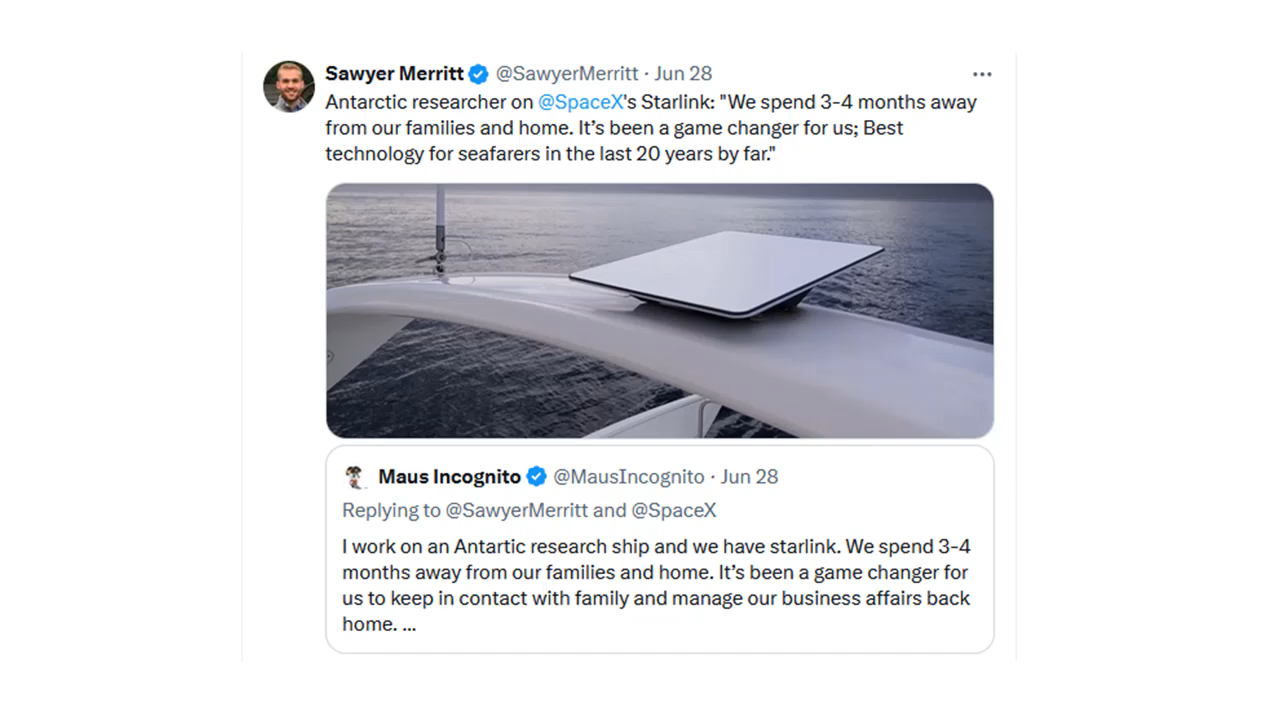 Sawyer Merritt @SawyerMerritt · Jun 28
Antarctic researcher on @SpaceX's Starlink: "We spend 3-4 months away
from our families and home. It’s been a game changer for us; Best
technology for seafarers in the last 20 years by far."
Maus Incognito @MausIncognito · Jun 28
Replying to @SawyerMerritt and @SpaceX
I work on an Antartic research ship and we have starlink. We spend 3-4
months away from our families and home. It’s been a game changer for
us to keep in contact with family and manage our business affairs back
home. ...